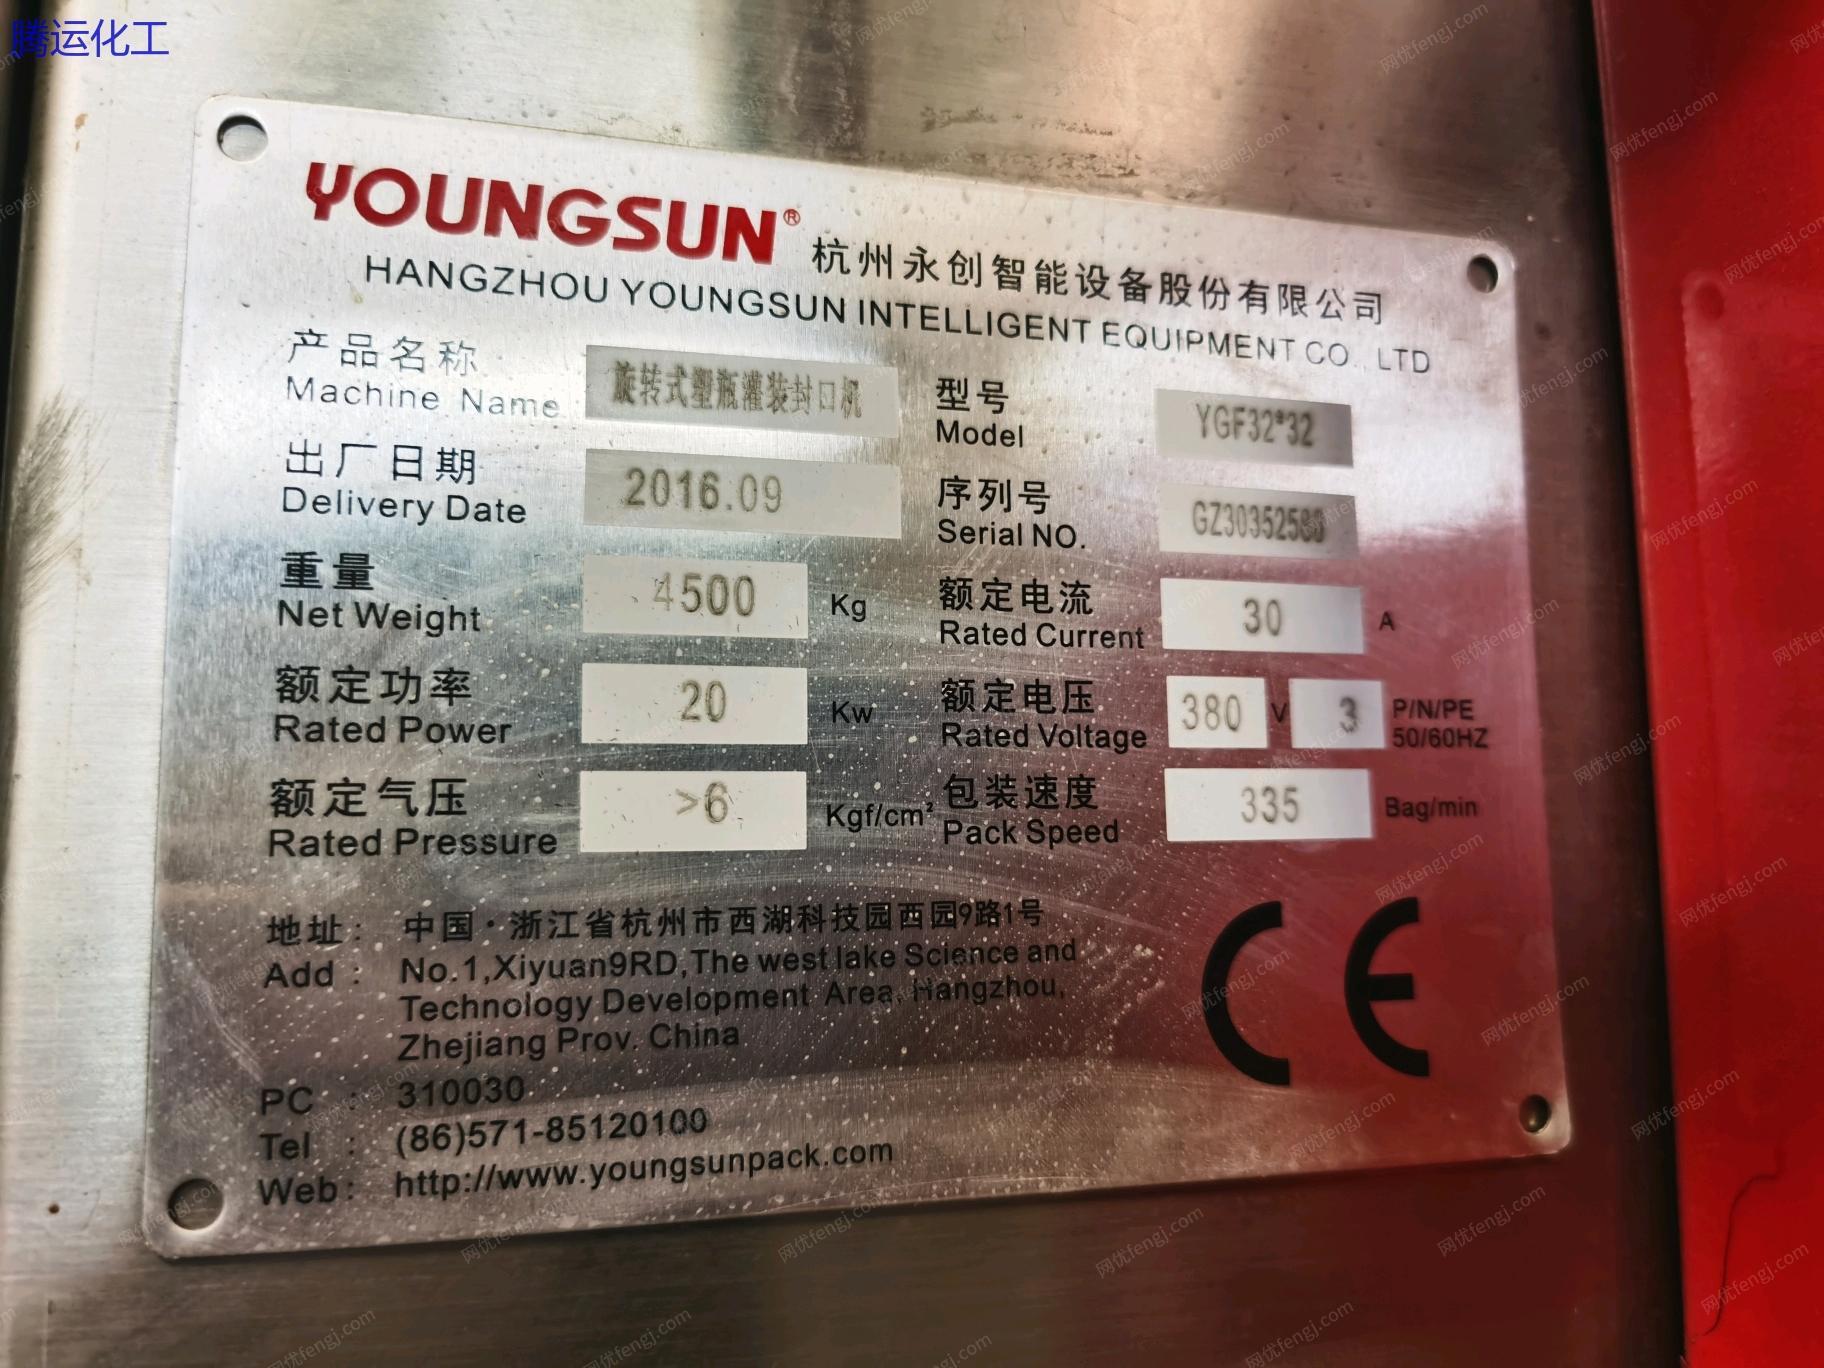 腾运化工
YOUNGSUN®
杭州永创智能设备股份有限公司
HANGZHOU YOUNGSUN INTELLIGENT EQUIPMENT CO., LTD
产品名称 旋转式塑瓶灌装封口机 型号 YGF32*32
Machine Name Model
出厂日期 2016.09 序列号
Delivery Date Serial NO.
重量 4500 Kg 额定电流 30 A
Net Weight Rated Current
额定功率 20 Kw 额定电压 380 V 3 P/N/PE
Rated Power Rated Voltage 50/60HZ
额定气压 >6 Kgf/cm² 包装速度 335 Bag/min
Rated Pressure Pack Speed
地址: 中国·浙江省杭州市西湖科技园西园9路1号
Add: No.1,Xiyuan9RD,The west lake Science and
Technology Development Area, Hangzhou,
Zhejiang Prov. China
CE
PC : 310030
Tel : (86)571-85120100
Web: http://www.youngsunpack.com
网优fengj.com